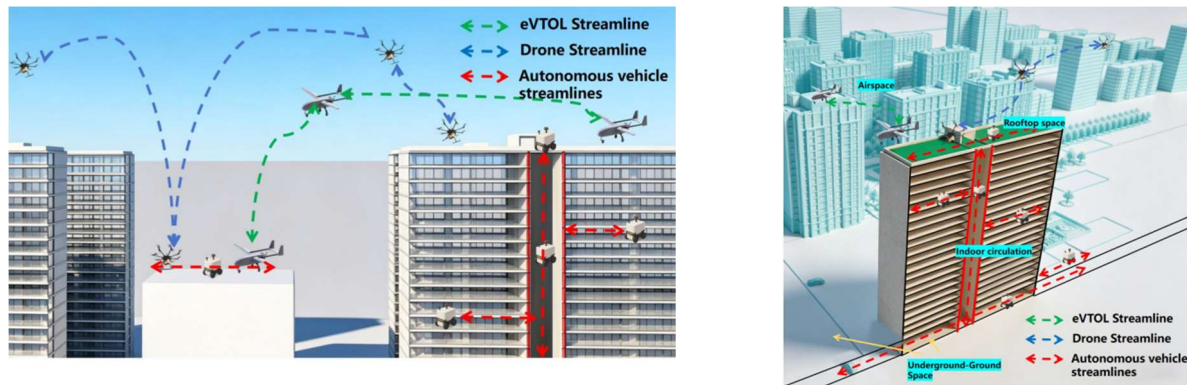 eVTOL Streamline
Drone Streamline
Autonomous vehicle
streamlines
Airspace
Rooftop space
Indoor circulation
Underground-Ground
Space
eVTOL Streamline
Drone Streamline
Autonomous vehicle
streamlines